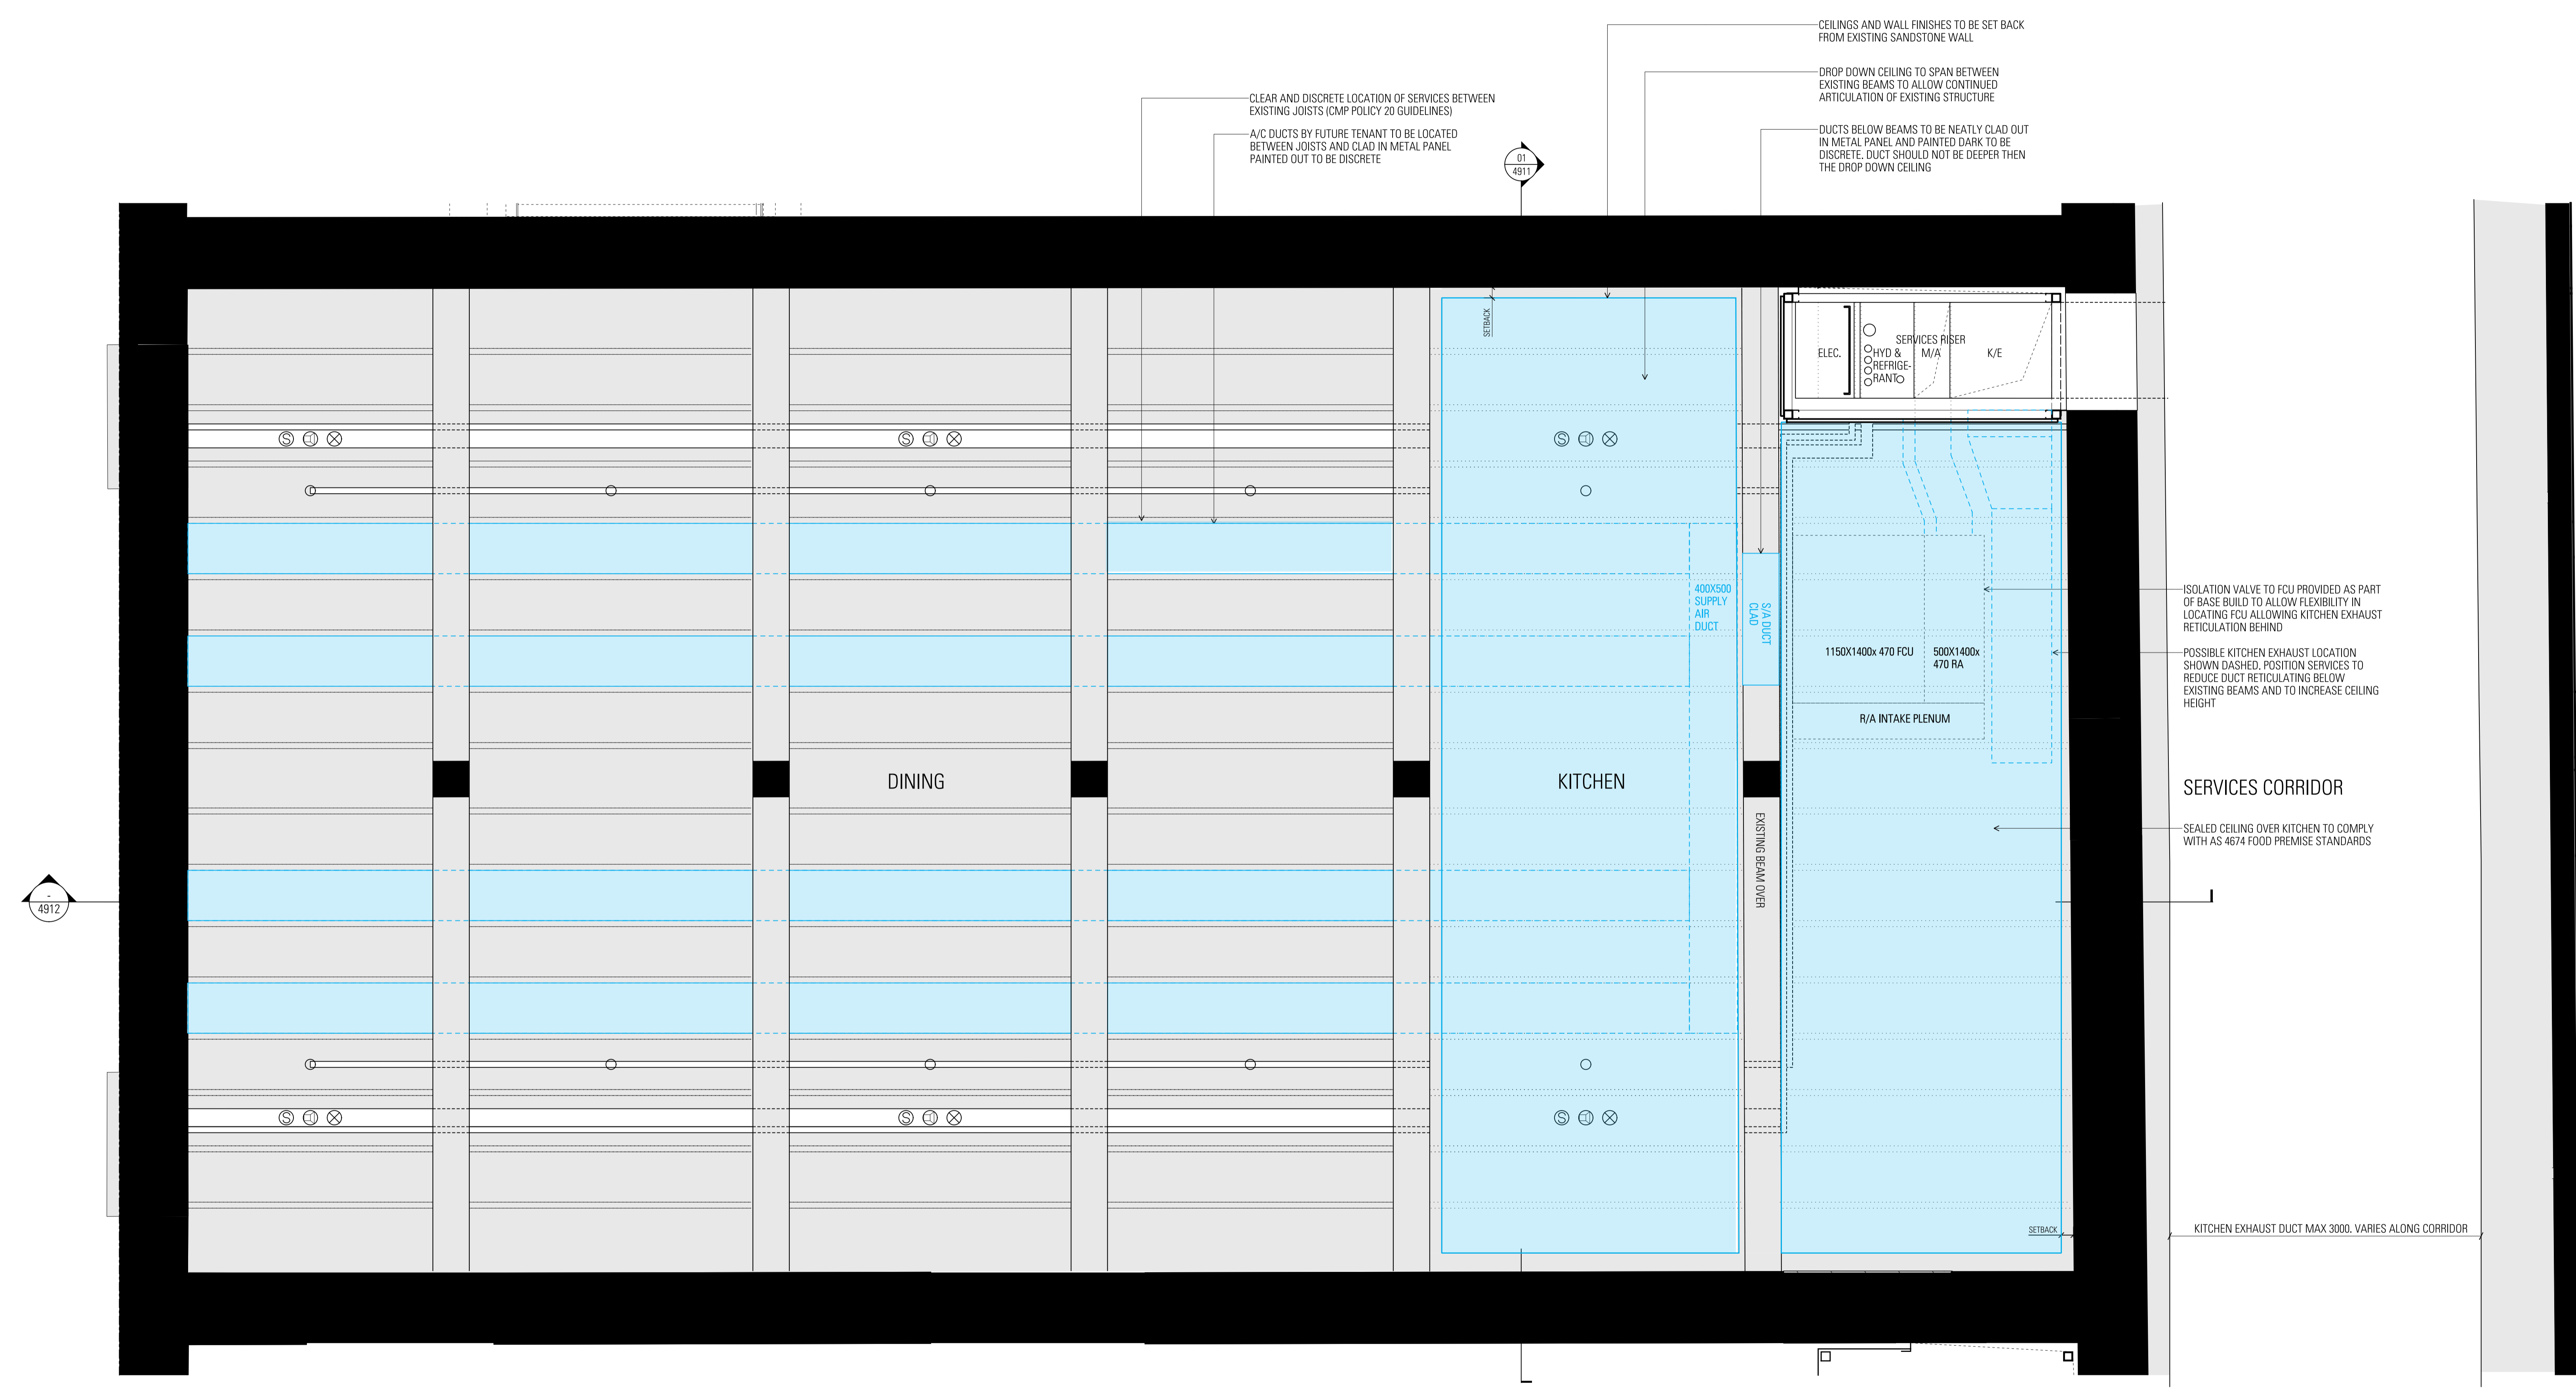 CEILINGS AND WALL FINISHES TO BE SET BACK
FROM EXISTING SANDSTONE WALL
DROP DOWN CEILING TO SPAN BETWEEN
EXISTING BEAMS TO ALLOW CONTINUED
ARTICULATION OF EXISTING STRUCTURE
CLEAR AND DISCRETE LOCATION OF SERVICES BETWEEN
EXISTING JOISTS (CMP POLICY 20 GUIDELINES)
A/C DUCTS BY FUTURE TENANT TO BE LOCATED
BETWEEN JOISTS AND CLAD IN METAL PANEL
PAINTED OUT TO BE DISCRETE
DUCTS BELOW BEAMS TO BE NEATLY CLAD OUT
IN METAL PANEL AND PAINTED DARK TO BE
DISCRETE. DUCT SHOULD NOT BE DEEPER THEN
THE DROP DOWN CEILING
01
4911
SETBACK
SERVICES RISER
ELEC.
HYD &
REFRIGE-
RANT
M/A
K/E
S
S
S
400X500
SUPPLY
AIR
DUCT
S/A DUCT
CLAD
1150X1400x 470 FCU
500X1400x
470 RA
R/A INTAKE PLENUM
ISOLATION VALVE TO FCU PROVIDED AS PART
OF BASE BUILD TO ALLOW FLEXIBILITY IN
LOCATING FCU ALLOWING KITCHEN EXHAUST
RETICULATION BEHIND
POSSIBLE KITCHEN EXHAUST LOCATION
SHOWN DASHED. POSITION SERVICES TO
REDUCE DUCT RETICULATING BELOW
EXISTING BEAMS AND TO INCREASE CEILING
HEIGHT
DINING
KITCHEN
SERVICES CORRIDOR
EXISTING BEAM OVER
SEALED CEILING OVER KITCHEN TO COMPLY
WITH AS 4674 FOOD PREMISE STANDARDS
-
4912
S
S
S
SETBACK
KITCHEN EXHAUST DUCT MAX 3000. VARIES ALONG CORRIDOR